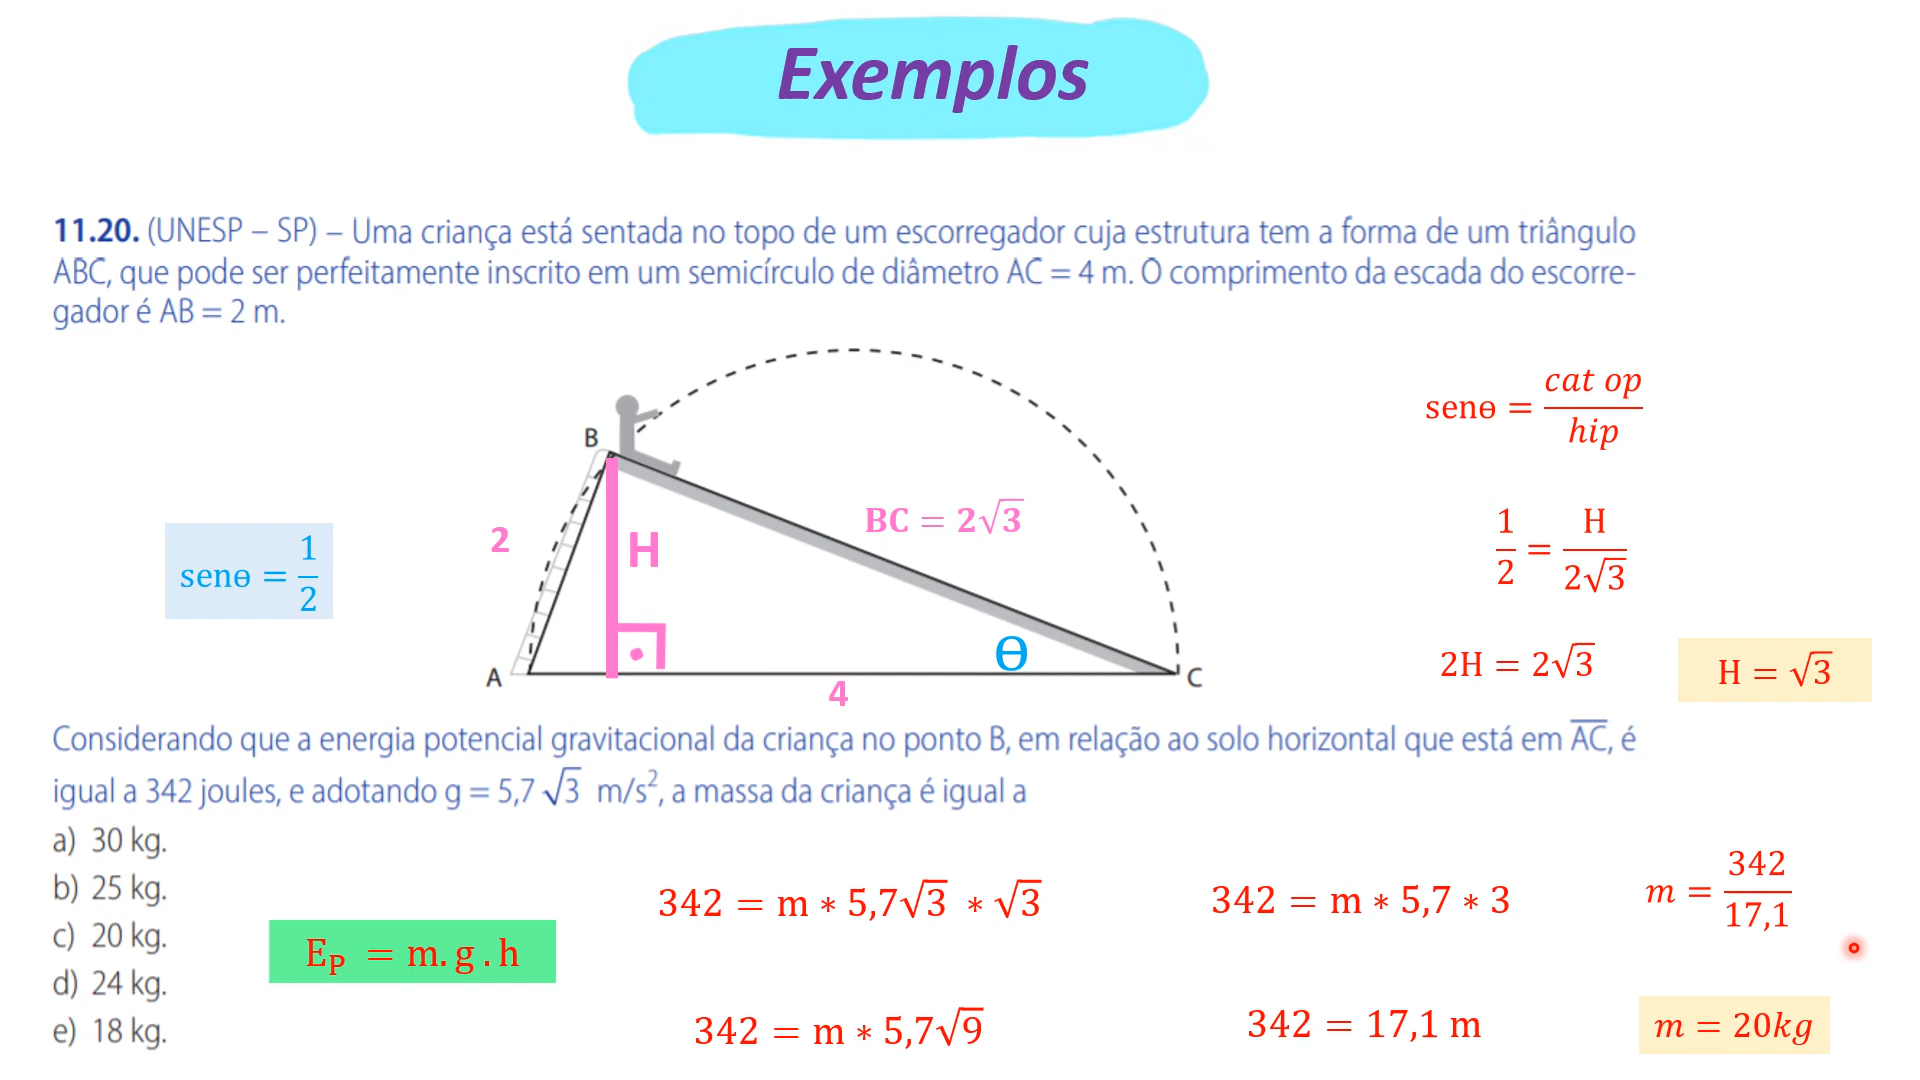 Exemplos
11.20. (UNESP – SP) – Uma criança está sentada no topo de um escorregador cuja estrutura tem a forma de um triângulo
ABC, que pode ser perfeitamente inscrito em um semicírculo de diâmetro AC = 4 m. O comprimento da escada do escorre-
gador é AB = 2 m.
senɵ = cat op / hip
B
BC = 2√3
2
H
senɵ = 1/2
1/2 = H / 2√3
Ɵ
2H = 2√3
H = √3
A
4
C
Considerando que a energia potencial gravitacional da criança no ponto B, em relação ao solo horizontal que está em A̅C̅, é
igual a 342 joules, e adotando g = 5,7 √3 m/s², a massa da criança é igual a
a) 30 kg.
b) 25 kg.
c) 20 kg.
d) 24 kg.
e) 18 kg.
E_P = m. g . h
342 = m ∗ 5,7√3 ∗ √3
342 = m ∗ 5,7√9
342 = m ∗ 5,7 ∗ 3
342 = 17,1 m
m = 342 / 17,1
m = 20kg